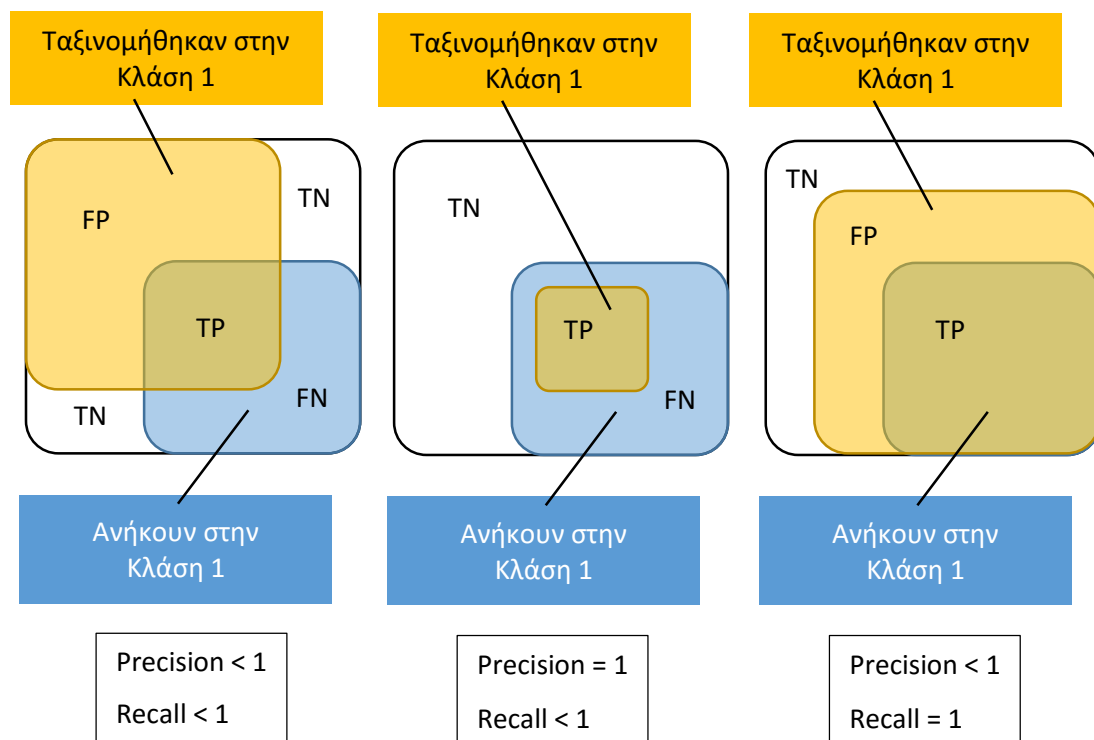 Ταξινομήθηκαν στην
Κλάση 1
TN
FP
TP
FN
TN
Ανήκουν στην
Κλάση 1
Precision < 1
Recall < 1
Ταξινομήθηκαν στην
Κλάση 1
TN
TP
FN
Ανήκουν στην
Κλάση 1
Precision = 1
Recall < 1
Ταξινομήθηκαν στην
Κλάση 1
TN
FP
TP
Ανήκουν στην
Κλάση 1
Precision < 1
Recall = 1